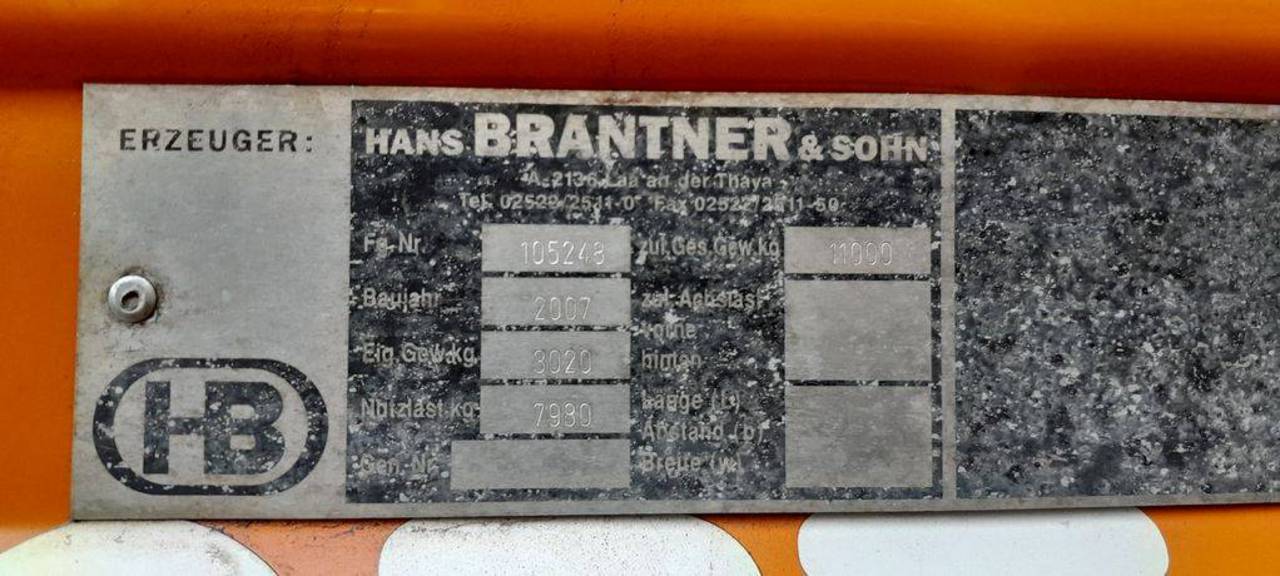 ERZEUGER:
HANS BRANTNER & SOHN
A-2136 Laa an der Thaya
Tel. 02522/2511-0 Fax 02522/2511-50
Fg. Nr. 105248 zul. Ges. Gew. kg 11000
Baujahr 2007 zul. Achslast
vorne
Eig. Gew. kg 3020 hinten
Nutzlast kg 7980 Länge (L)
Abstand (b)
Gen. Nr. Breite (w)
HB